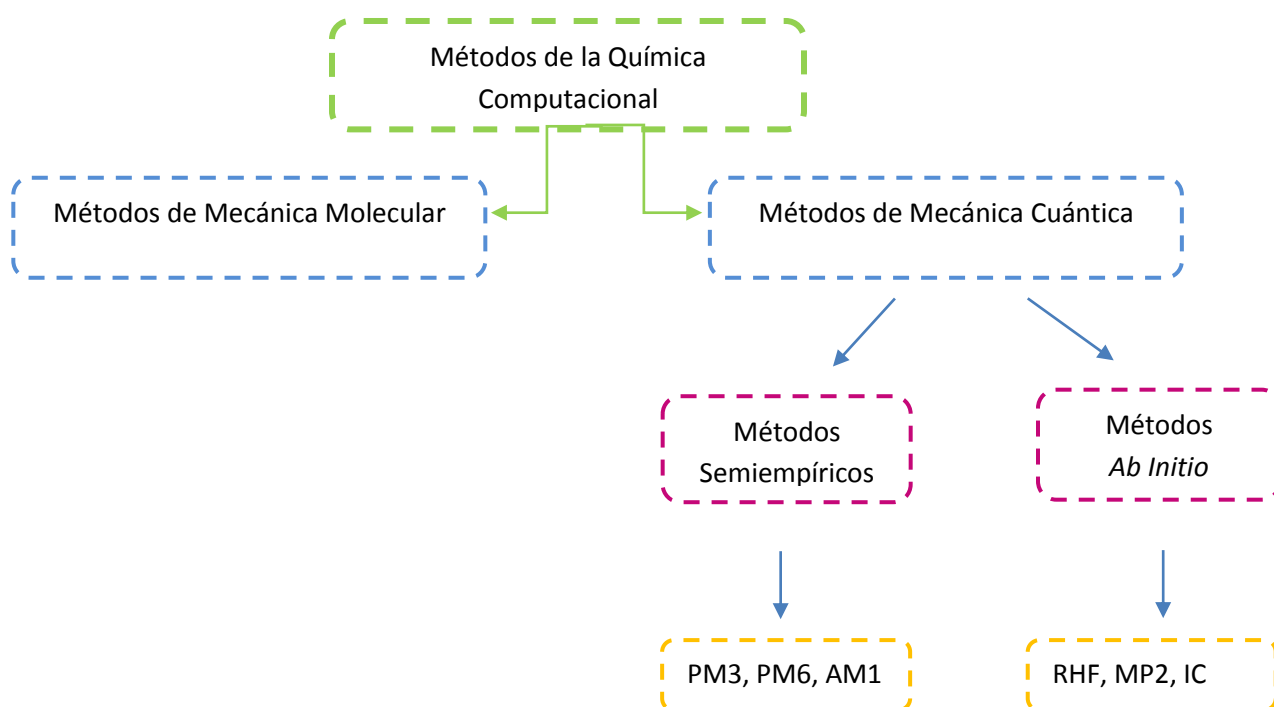 Métodos de la Química
Computacional
Métodos de Mecánica Molecular
Métodos de Mecánica Cuántica
Métodos
Semiempíricos
Métodos
Ab Initio
PM3, PM6, AM1
RHF, MP2, IC